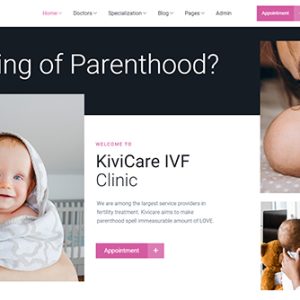 Home Doctors Specialization Blog Pages Admin Appointment
ing of Parenthood?
WELCOME TO
KiviCare IVF
Clinic
We are among the largest service providers in
fertility treatment. Kivicare aims to make
parenthood spell immeasurable amount of LOVE.
Appointment +